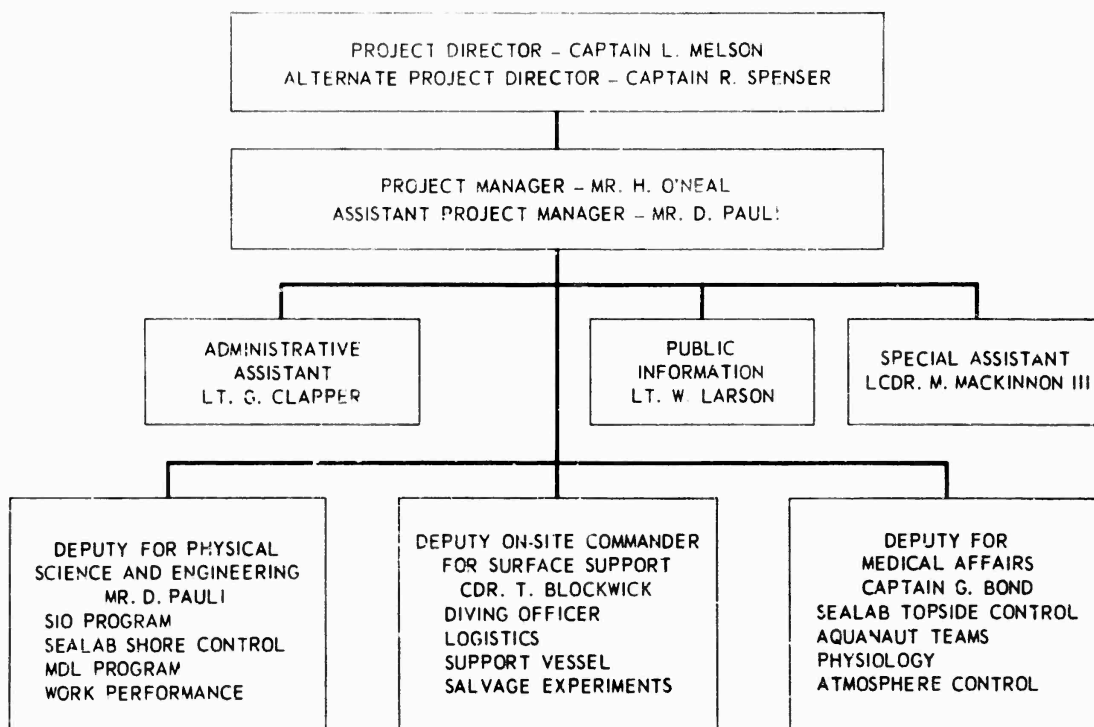 PROJECT DIRECTOR – CAPTAIN L. MELSON
ALTERNATE PROJECT DIRECTOR – CAPTAIN R. SPENSER
PROJECT MANAGER – MR. H. O'NEAL
ASSISTANT PROJECT MANAGER – MR. D. PAULI
ADMINISTRATIVE
ASSISTANT
LT. G. CLAPPER
PUBLIC
INFORMATION
LT. W. LARSON
SPECIAL ASSISTANT
LCDR. M. MACKINNON III
DEPUTY FOR PHYSICAL
SCIENCE AND ENGINEERING
MR. D. PAULI
SIO PROGRAM
SEALAB SHORE CONTROL
MDL PROGRAM
WORK PERFORMANCE
DEPUTY ON-SITE COMMANDER
FOR SURFACE SUPPORT
CDR. T. BLOCKWICK
DIVING OFFICER
LOGISTICS
SUPPORT VESSEL
SALVAGE EXPERIMENTS
DEPUTY FOR
MEDICAL AFFAIRS
CAPTAIN G. BOND
SEALAB TOPSIDE CONTROL
AQUANAUT TEAMS
PHYSIOLOGY
ATMOSPHERE CONTROL